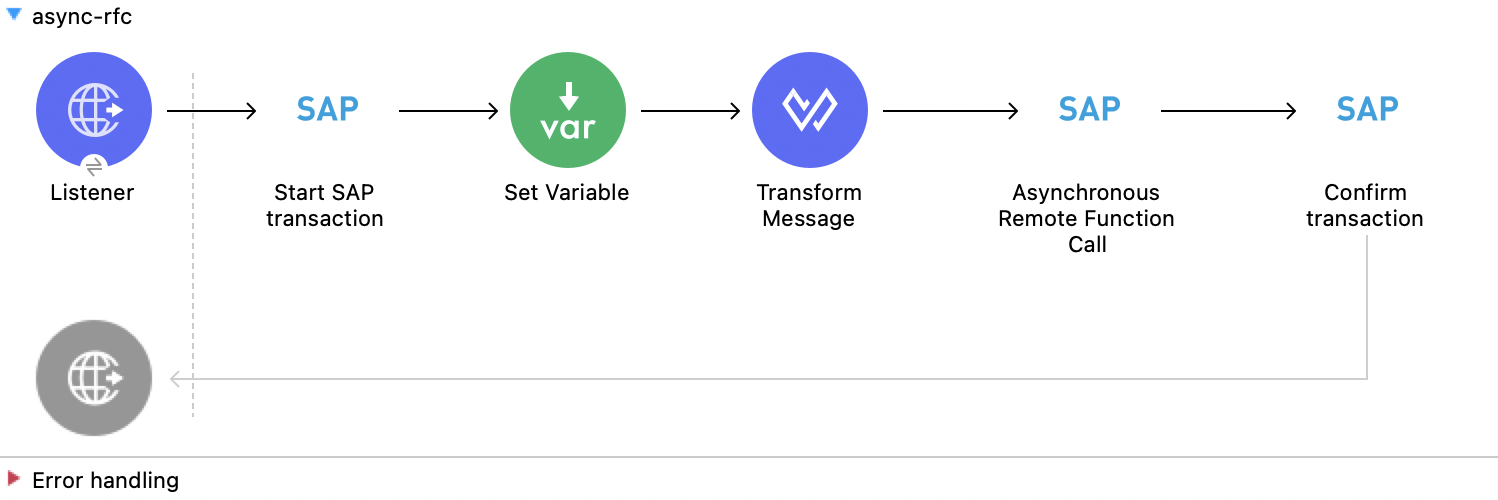 async-rfc
SAP
var
SAP
SAP
Listener
Start SAP
transaction
Set Variable
Transform
Message
Asynchronous
Remote Function
Call
Confirm
transaction
Error handling